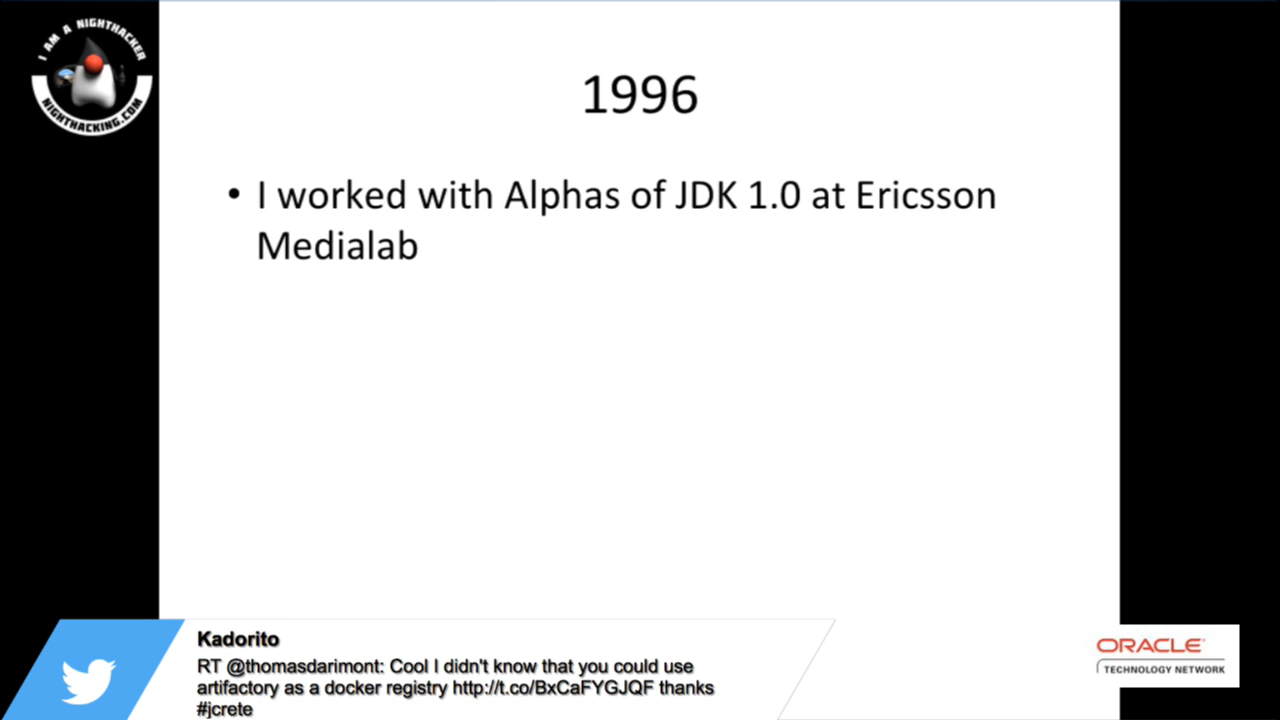 I AM A NIGHTHACKER
NIGHTHACKING.COM
1996
• I worked with Alphas of JDK 1.0 at Ericsson
Medialab
Kadorito
RT @thomasdarimont: Cool I didn't know that you could use
artifactory as a docker registry http://t.co/BxCaFYGJQF thanks
#jcrete
ORACLE
TECHNOLOGY NETWORK